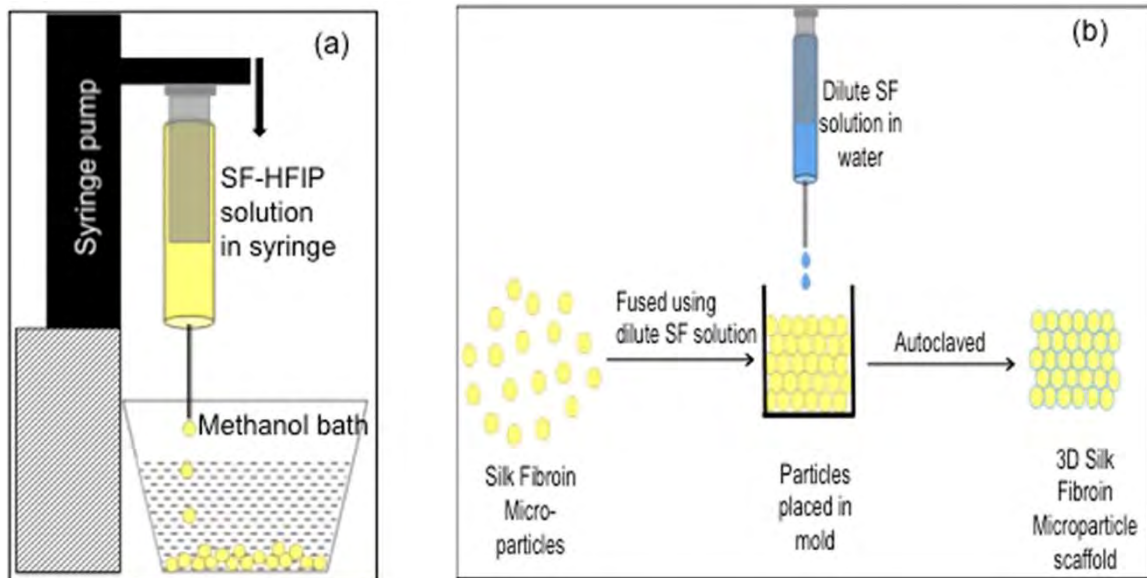 (a)
Syringe pump
SF-HFIP
solution
in syringe
Methanol bath
(b)
Dilute SF
solution in
water
Fused using
dilute SF solution
Autoclaved
Silk Fibroin
Micro-
particles
Particles
placed in
mold
3D Silk
Fibroin
Microparticle
scaffold